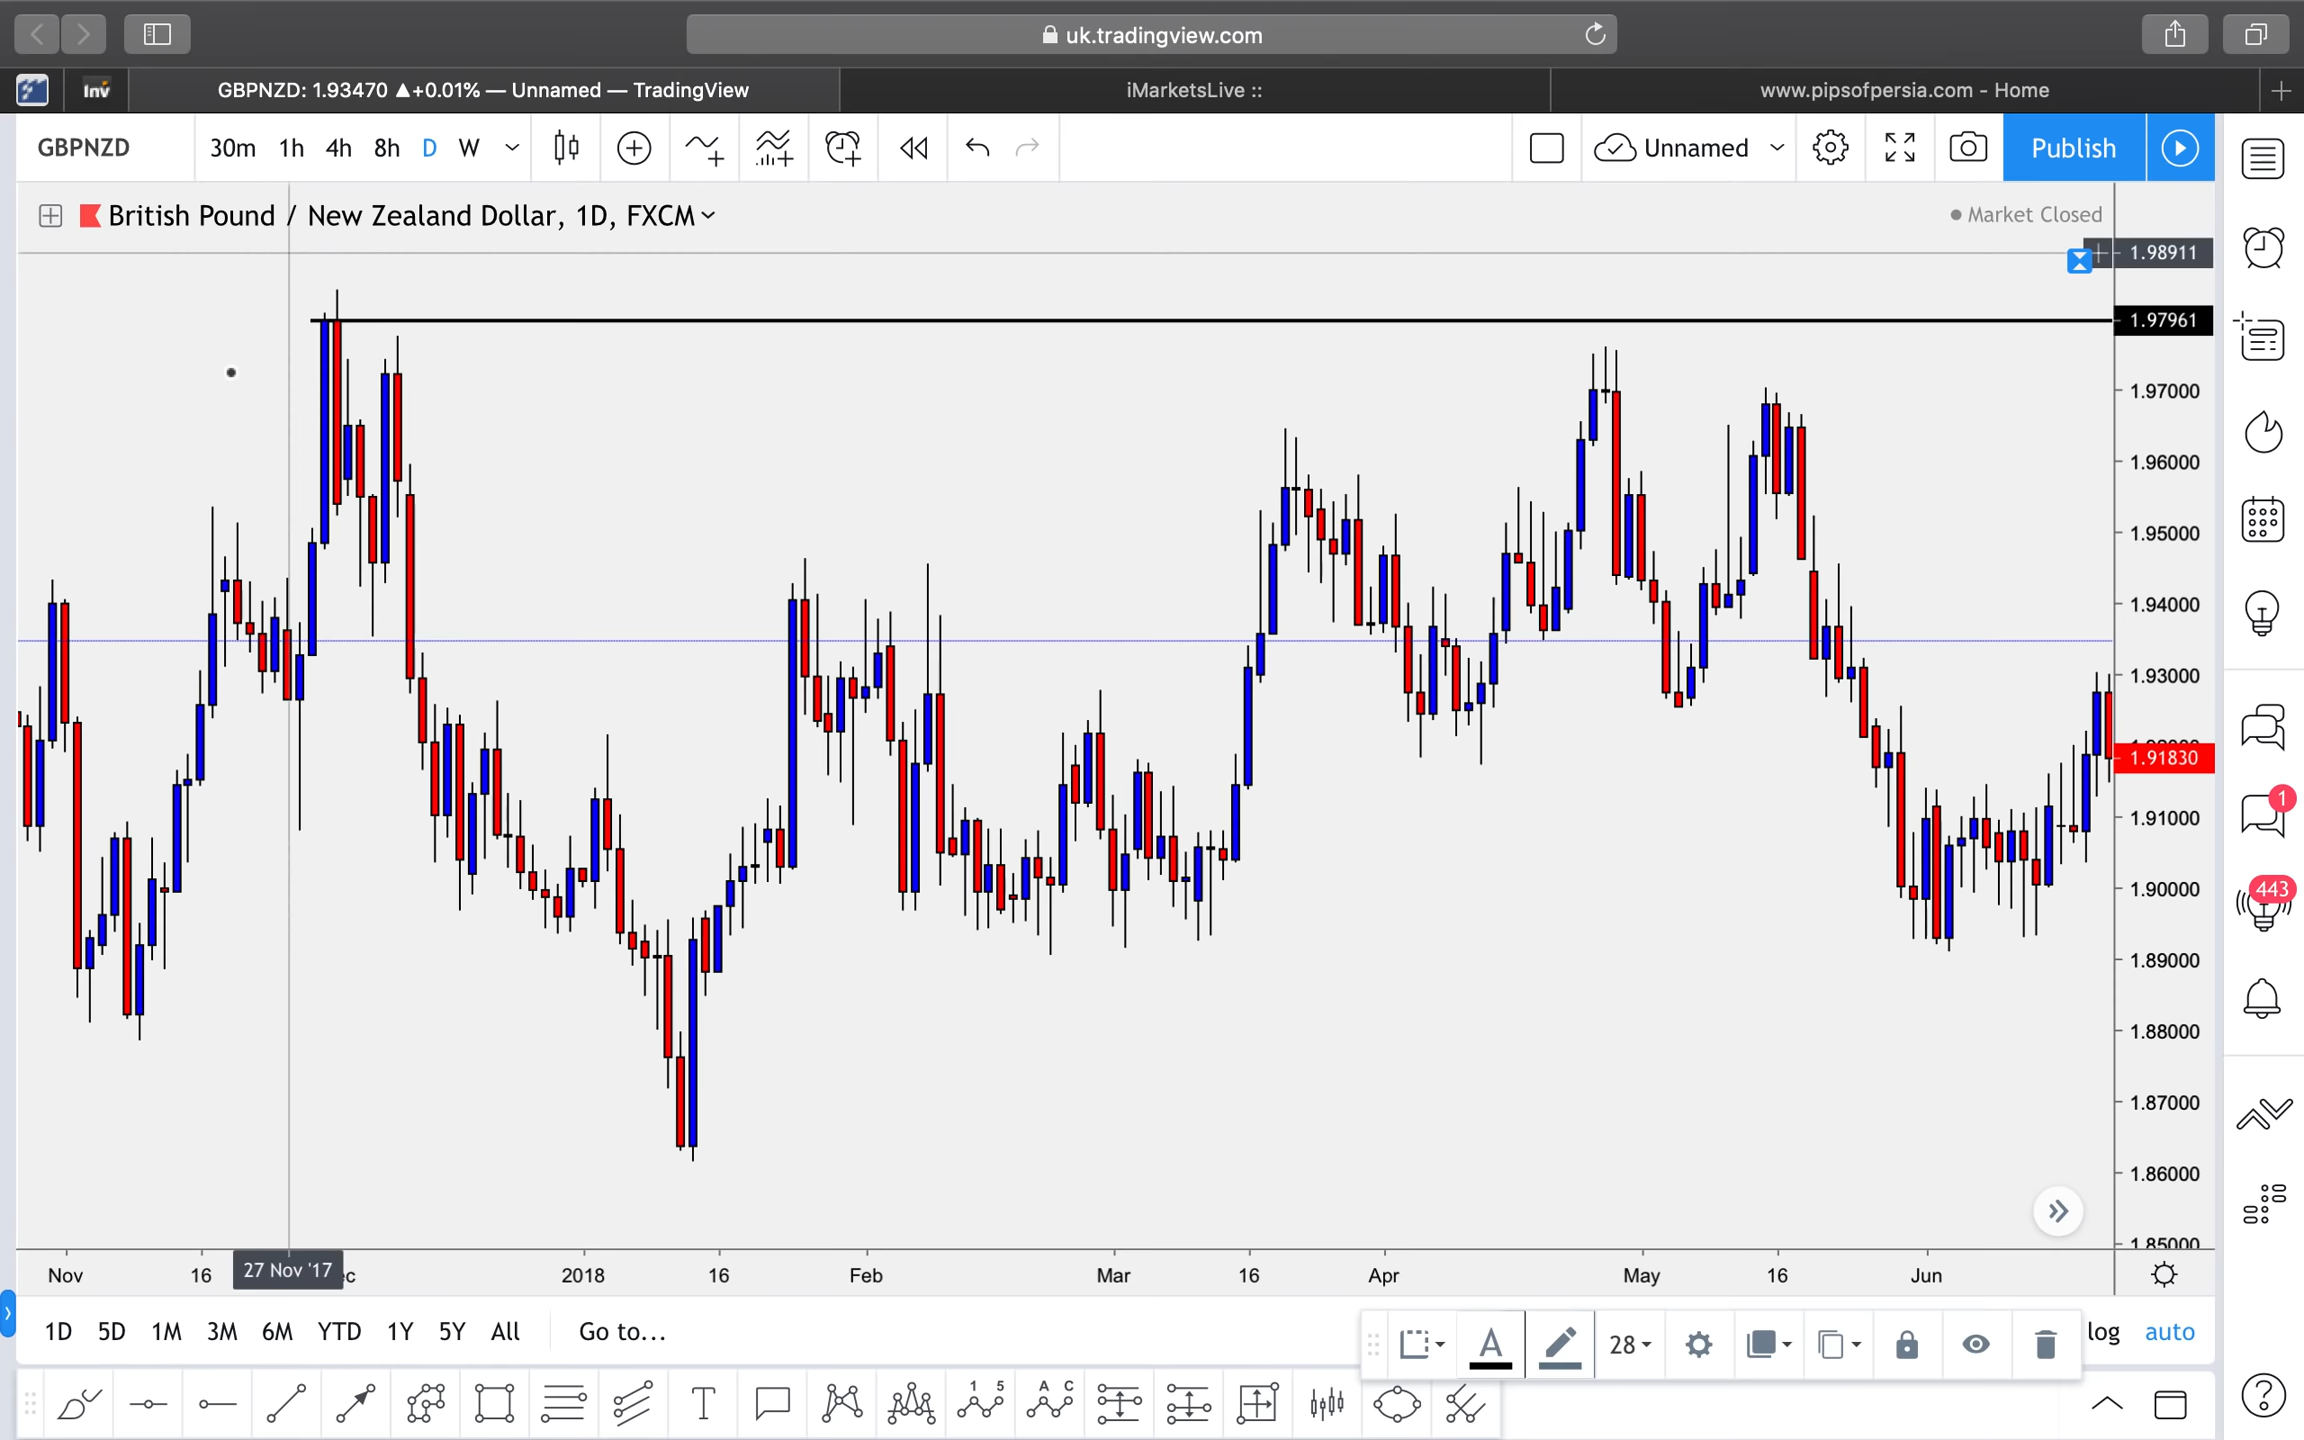 uk.tradingview.com
Inv
GBPNZD: 1.93470 ▲+0.01% — Unnamed — TradingView
iMarketsLive ::
www.pipsofpersia.com - Home
GBPNZD 30m 1h 4h 8h D W
Unnamed
Publish
British Pound / New Zealand Dollar, 1D, FXCM
Market Closed
1.98911
1.97961
1.97000
1.96000
1.95000
1.94000
1.93000
1.91830
1.91000
1.90000
1.89000
1.88000
1.87000
1.86000
1.85000
1
443
Nov 16 27 Nov '17 ec 2018 16 Feb Mar 16 Apr May 16 Jun
1D 5D 1M 3M 6M YTD 1Y 5Y All Go to...
A 28
log auto
T 1 5 A C
?